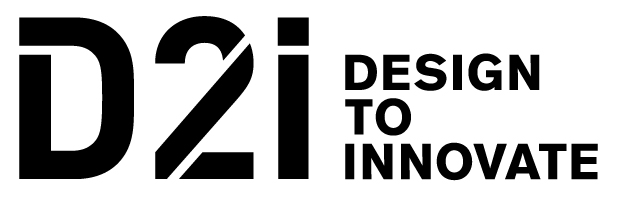 D2i
DESIGN
TO
INNOVATE